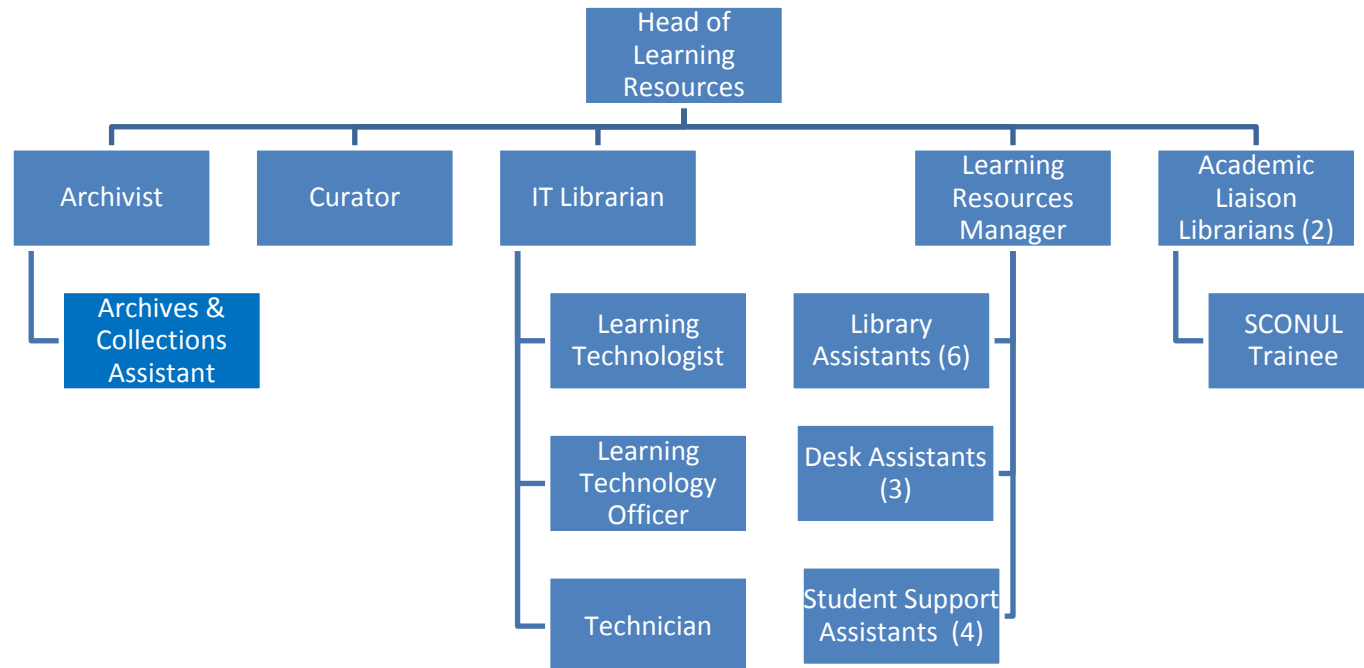 Head of
Learning
Resources
Archivist
Curator
IT Librarian
Learning
Resources
Manager
Academic
Liaison
Librarians (2)
Archives &
Collections
Assistant
Learning
Technologist
Library
Assistants (6)
SCONUL
Trainee
Learning
Technology
Officer
Desk Assistants
(3)
Technician
Student Support
Assistants  (4)